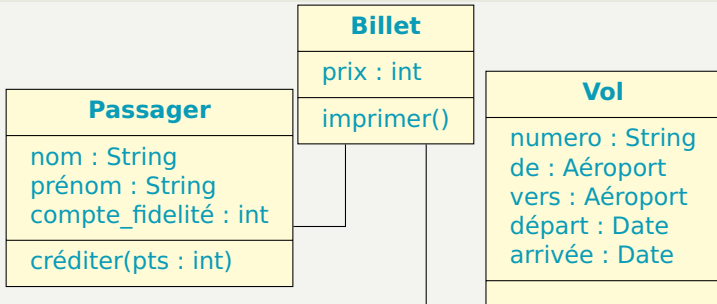 Billet
prix : int
imprimer()
Passager
nom : String
prénom : String
compte_fidelité : int
créditer(pts : int)
Vol
numero : String
de : Aéroport
vers : Aéroport
départ : Date
arrivée : Date